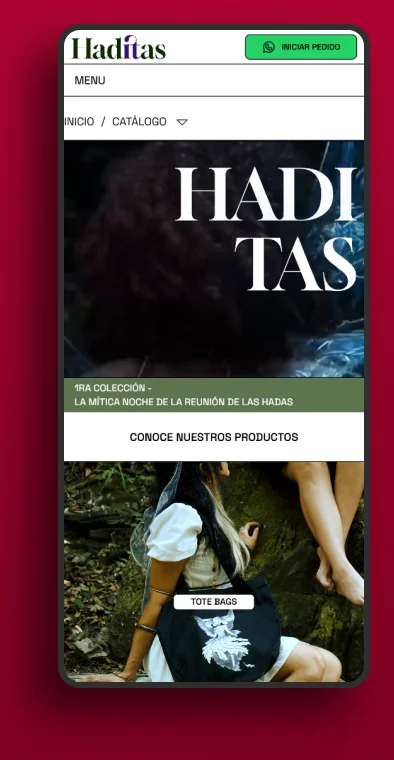 Haditas
INICIAR PEDIDO
MENU
INICIO / CATÁLOGO
HADI
TAS
1RA COLECCIÓN -
LA MÍTICA NOCHE DE LA REUNIÓN DE LAS HADAS
CONOCE NUESTROS PRODUCTOS
TOTE BAGS